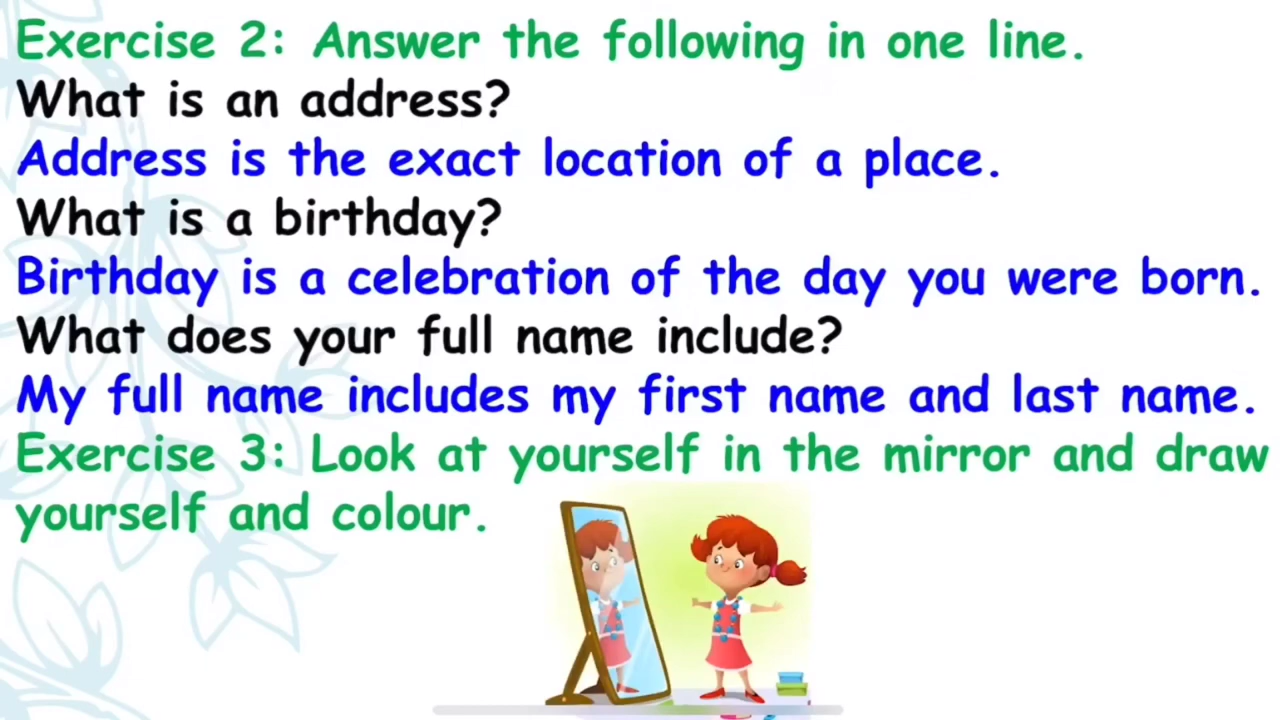 Exercise 2: Answer the following in one line.
What is an address?
Address is the exact location of a place.
What is a birthday?
Birthday is a celebration of the day you were born.
What does your full name include?
My full name includes my first name and last name.
Exercise 3: Look at yourself in the mirror and draw
yourself and colour.